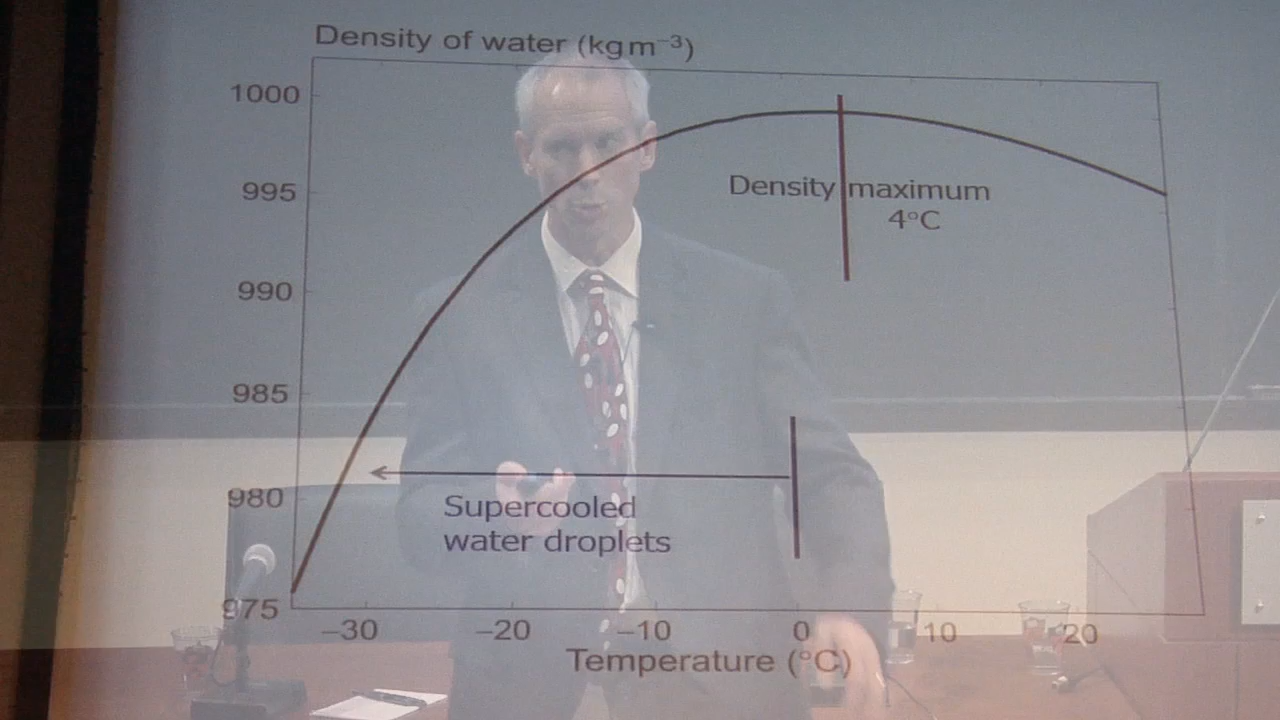 Density of water (kg m⁻³)
1000
995
990
985
980
975
Density maximum
4°C
Supercooled
water droplets
–30 –20 –10 0 10 20
Temperature (°C)